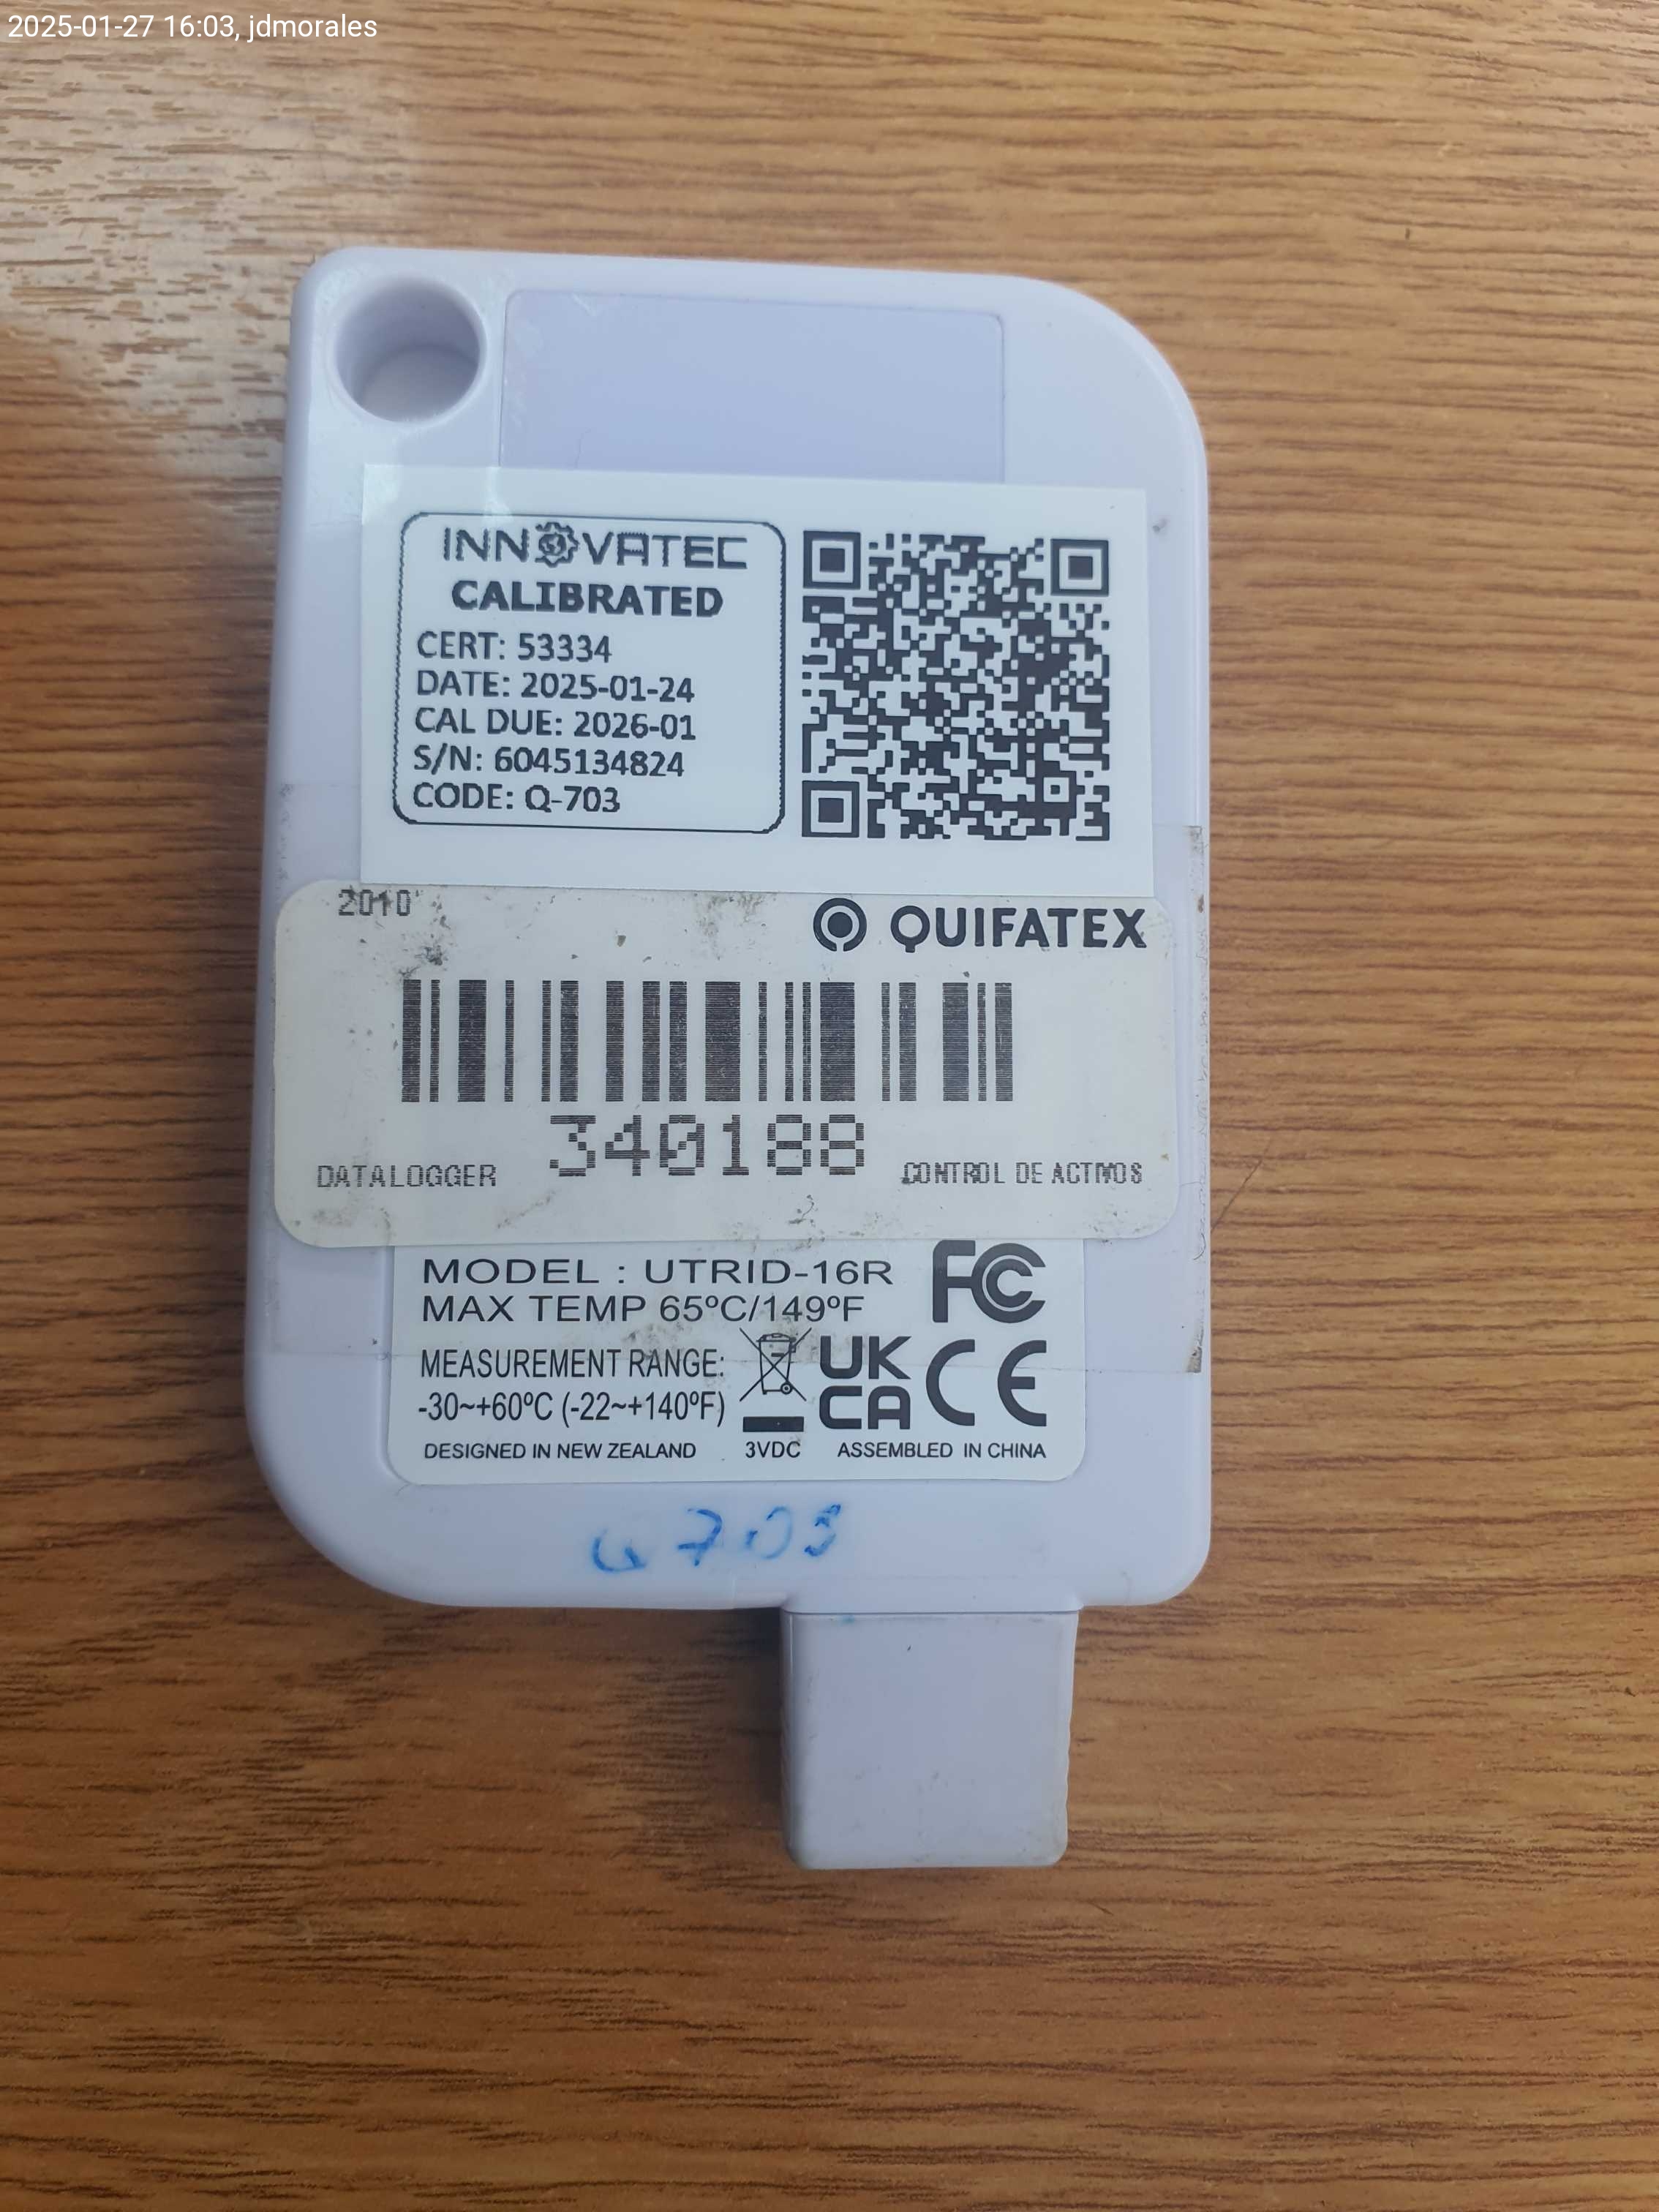 2025-01-27 16:03, jdmorales
INNOVATEC
CALIBRATED
CERT: 53334
DATE: 2025-01-24
CAL DUE: 2026-01
S/N: 6045134824
CODE: Q-703
2010
QUIFATEX
340188
DATALOGGER
CONTROL DE ACTIVOS
MODEL : UTRID-16R
MAX TEMP 65ºC/149ºF
FC
MEASUREMENT RANGE:
-30~+60ºC (-22~+140ºF)
UK
CA
CE
DESIGNED IN NEW ZEALAND
3VDC
ASSEMBLED IN CHINA
Q703